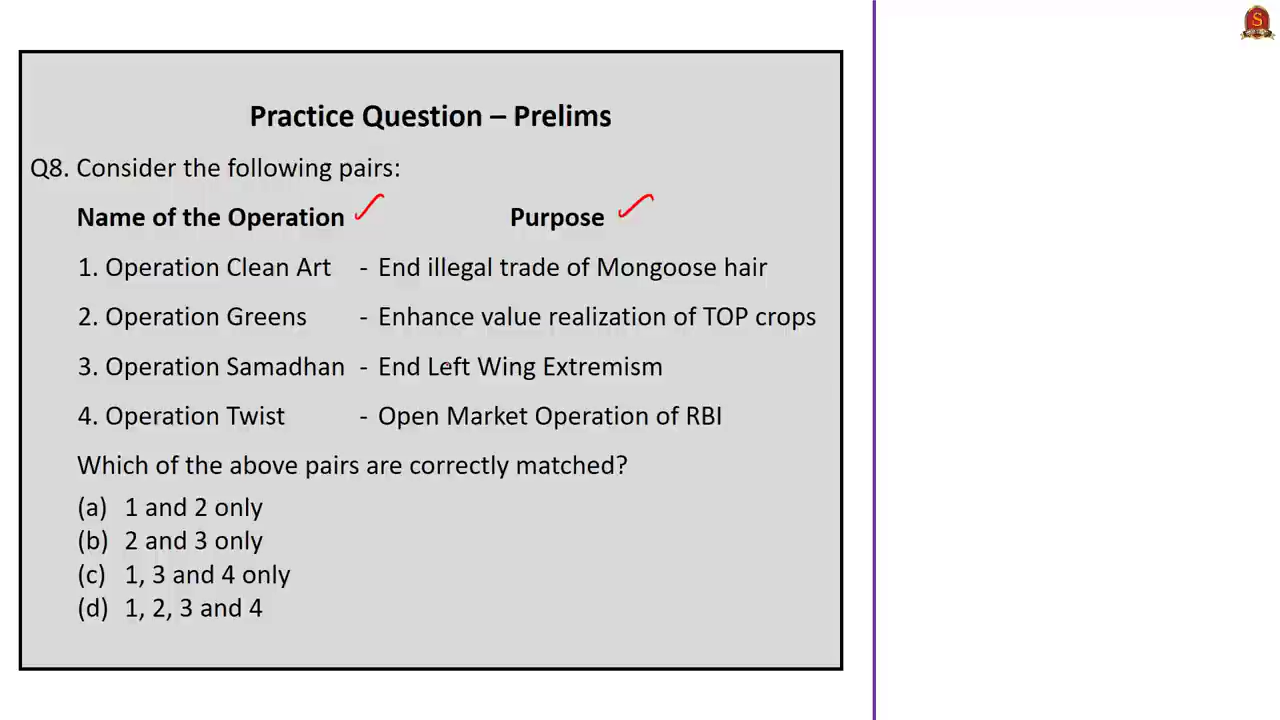 Practice Question – Prelims
Q8. Consider the following pairs:
Name of the Operation Purpose
1. Operation Clean Art - End illegal trade of Mongoose hair
2. Operation Greens - Enhance value realization of TOP crops
3. Operation Samadhan - End Left Wing Extremism
4. Operation Twist - Open Market Operation of RBI
Which of the above pairs are correctly matched?
(a) 1 and 2 only
(b) 2 and 3 only
(c) 1, 3 and 4 only
(d) 1, 2, 3 and 4
S